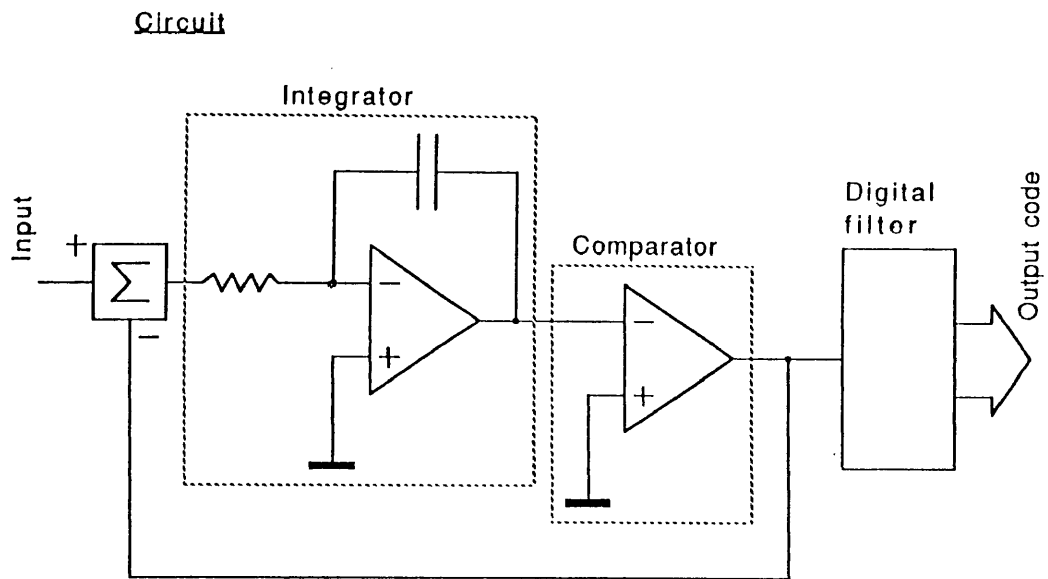 Circuit
Integrator
Input
+
Σ
−
−
+
Comparator
−
+
Digital
filter
Output code